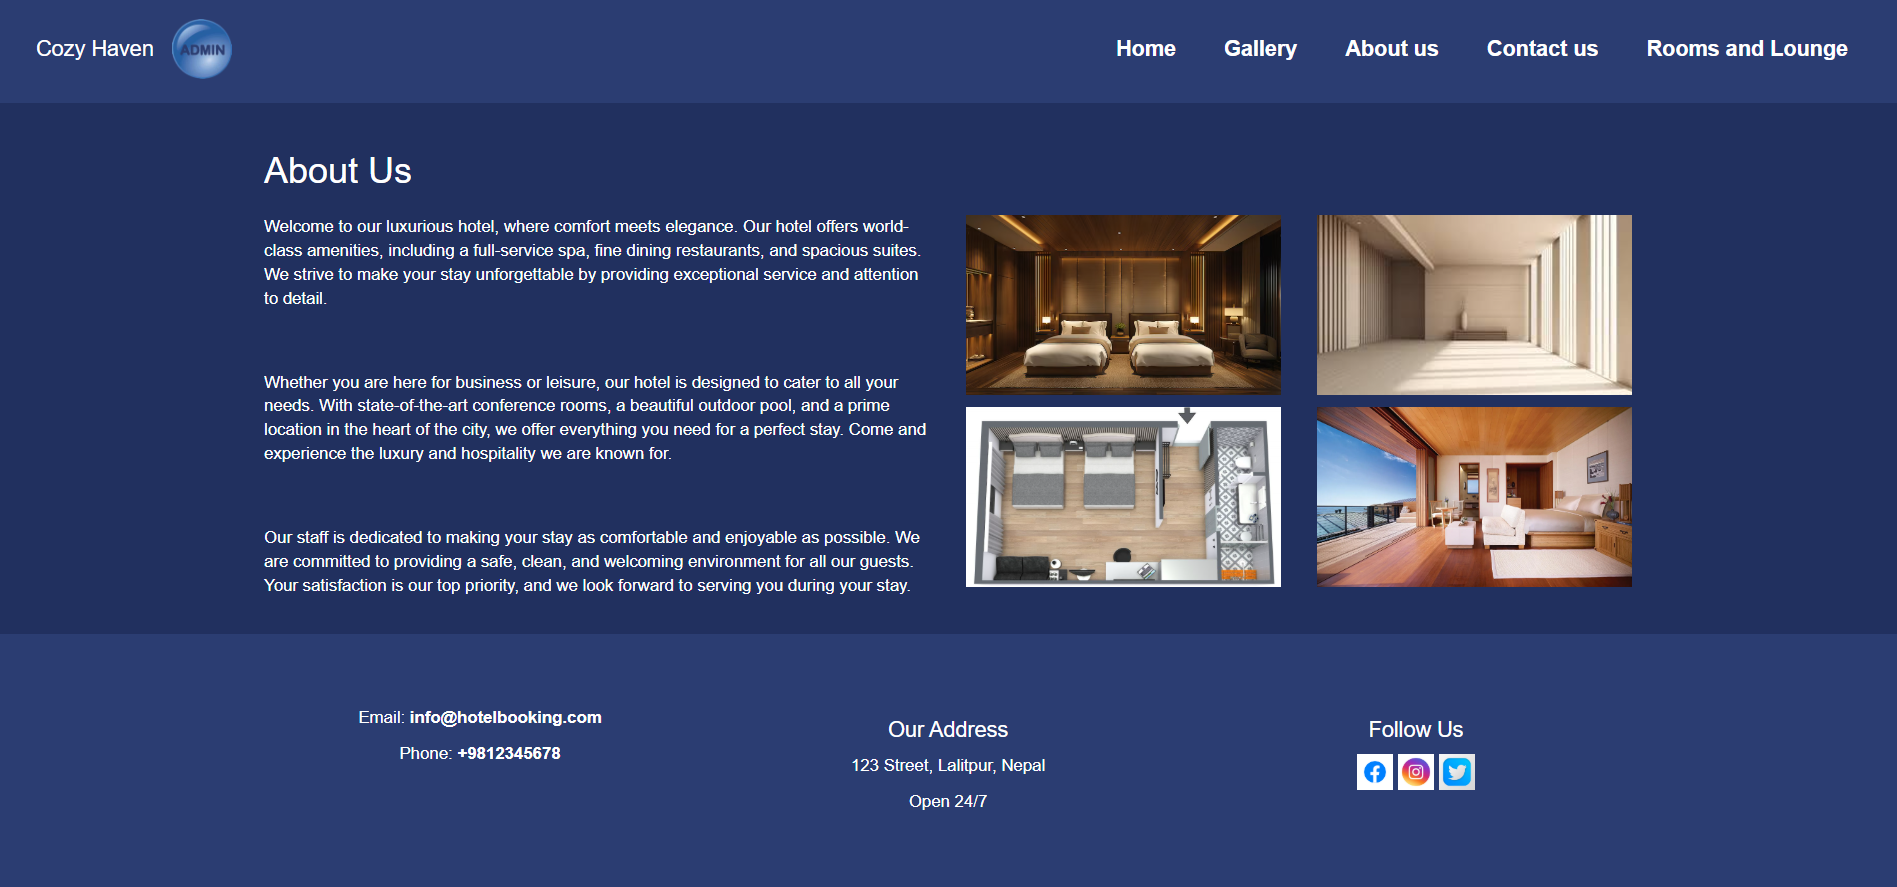 Cozy Haven
ADMIN
Home
Gallery
About us
Contact us
Rooms and Lounge
About Us
Welcome to our luxurious hotel, where comfort meets elegance. Our hotel offers world-
class amenities, including a full-service spa, fine dining restaurants, and spacious suites.
We strive to make your stay unforgettable by providing exceptional service and attention
to detail.
Whether you are here for business or leisure, our hotel is designed to cater to all your
needs. With state-of-the-art conference rooms, a beautiful outdoor pool, and a prime
location in the heart of the city, we offer everything you need for a perfect stay. Come and
experience the luxury and hospitality we are known for.
Our staff is dedicated to making your stay as comfortable and enjoyable as possible. We
are committed to providing a safe, clean, and welcoming environment for all our guests.
Your satisfaction is our top priority, and we look forward to serving you during your stay.
Email: info@hotelbooking.com
Phone: +9812345678
Our Address
123 Street, Lalitpur, Nepal
Open 24/7
Follow Us